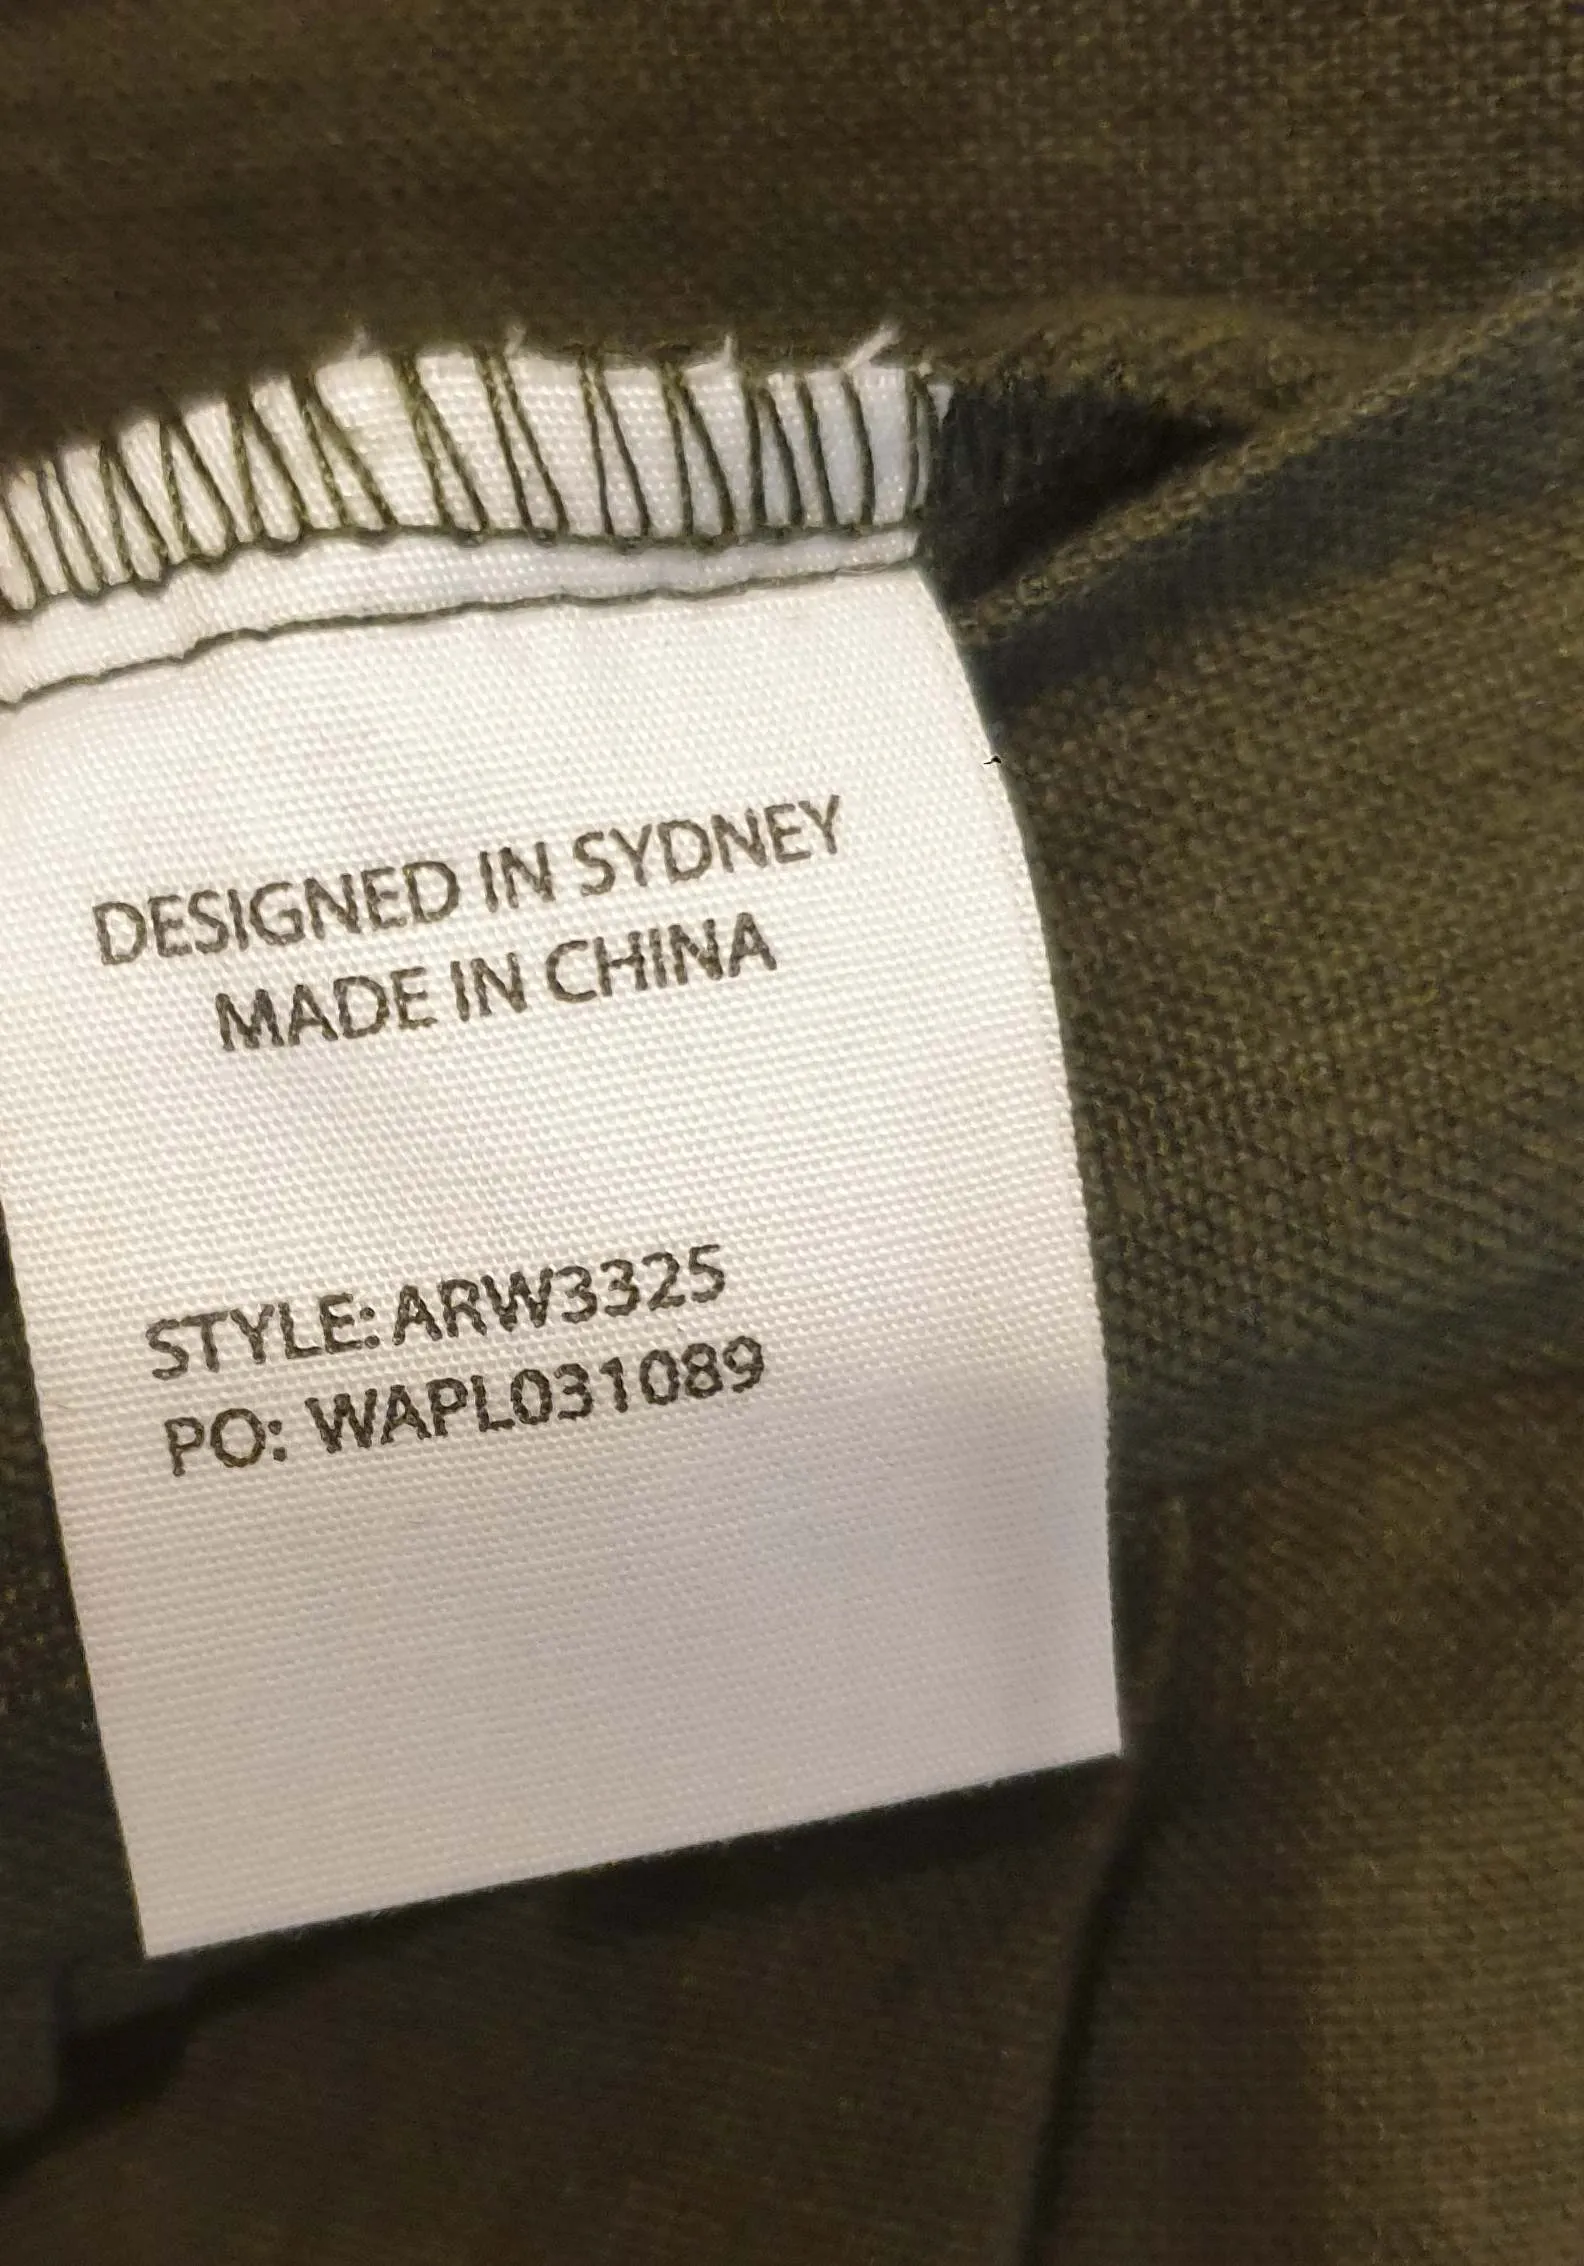 DESIGNED IN SYDNEY
MADE IN CHINA
STYLE: ARW3325
PO: WAPL031089